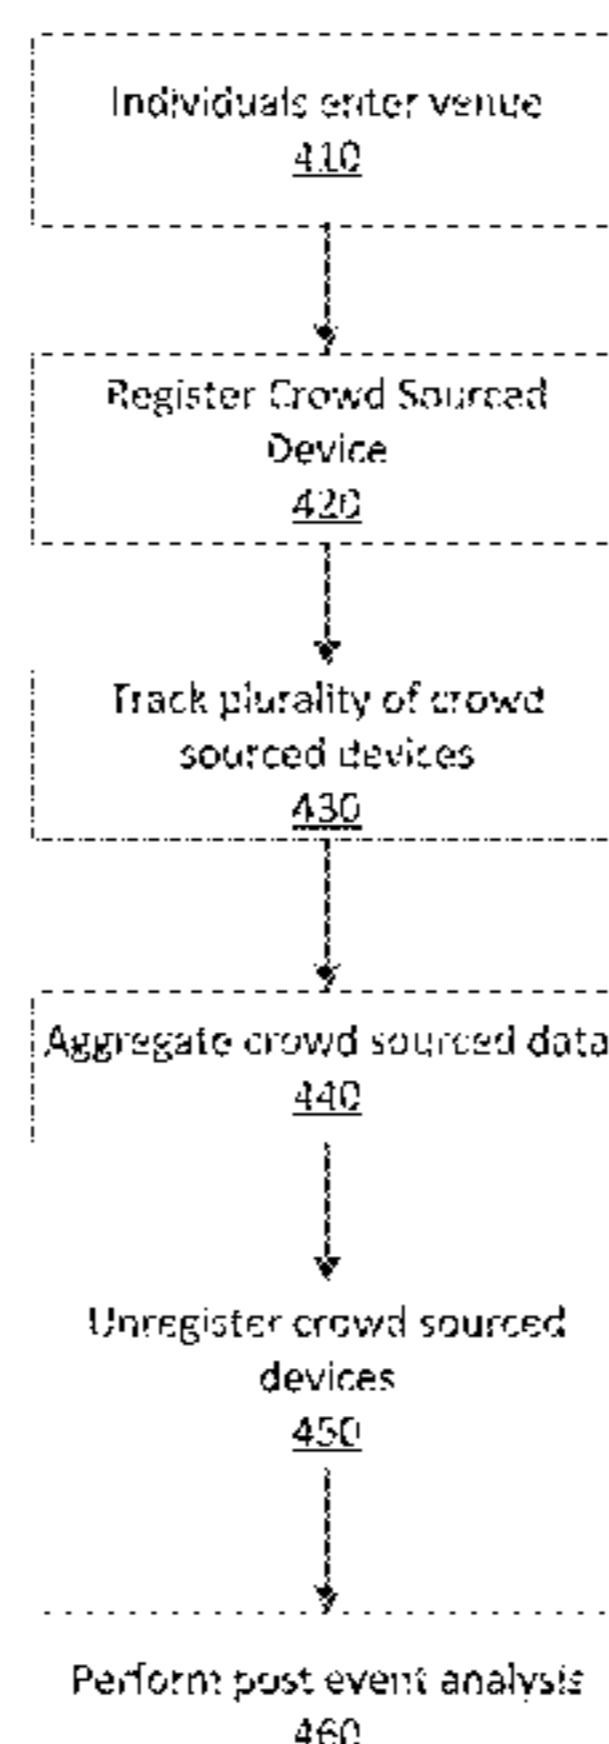 Individuals enter venue
410
Register Crowd Sourced
Device
420
Track plurality of crowd
sourced devices
430
Aggregate crowd sourced data
440
Unregister crowd sourced
devices
450
Perform post event analysis
460